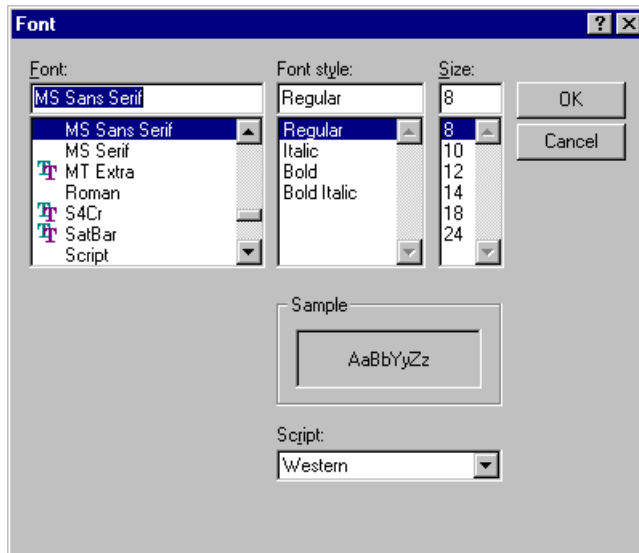 Font
Font:
MS Sans Serif
MS Sans Serif
MS Serif
MT Extra
Roman
S4Cr
SatBar
Script
Font style:
Regular
Regular
Italic
Bold
Bold Italic
Size:
8
8
10
12
14
18
24
OK
Cancel
Sample
AaBbYyZz
Script:
Western